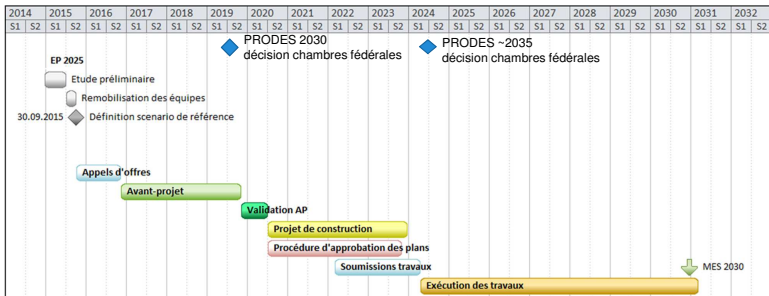 2014 2015 2016 2017 2018 2019 2020 2021 2022 2023 2024 2025 2026 2027 2028 2029 2030 2031 2032
S1 S2 S1 S2 S1 S2 S1 S2 S1 S2 S1 S2 S1 S2 S1 S2 S1 S2 S1 S2 S1 S2 S1 S2 S1 S2 S1 S2 S1 S2 S1 S2 S1 S2 S1 S2 S1 S2
PRODES 2030
décision chambres fédérales
PRODES ~2035
décision chambres fédérales
EP 2025
Etude préliminaire
Remobilisation des équipes
30.09.2015 Définition scenario de référence
Appels d'offres
Avant-projet
Validation AP
Projet de construction
Procédure d'approbation des plans
Soumissions travaux
MES 2030
Exécution des travaux